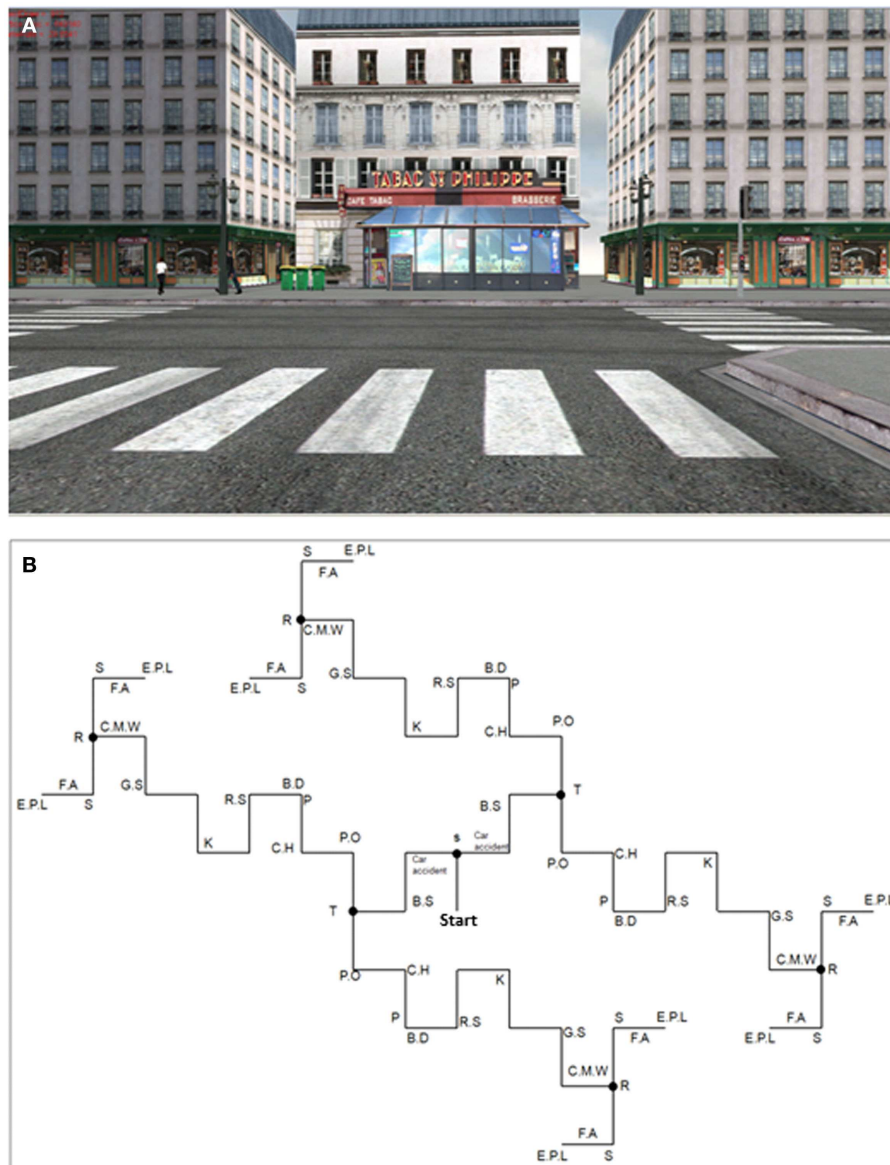 A
TABAC St PHILIPPE
CAFE TABAC BRASSERIE
B
S E.P.L
F.A
R C.M.W
F.A
E.P.L S
G.S
B.D
R.S P
K C.H
P.O
S E.P.L
F.A
R C.M.W
F.A
E.P.L S
G.S
B.D
R.S P
K C.H
P.O
T
B.S
s
Car
accident
Car
accident
B.S
T
Start
P.O
C.H
K
P R.S
B.D
G.S
S E.P.L
F.A
C.M.W R
F.A
E.P.L S
P.O
C.H
K
P R.S
B.D
G.S
S E.P.L
F.A
C.M.W R
F.A
E.P.L S